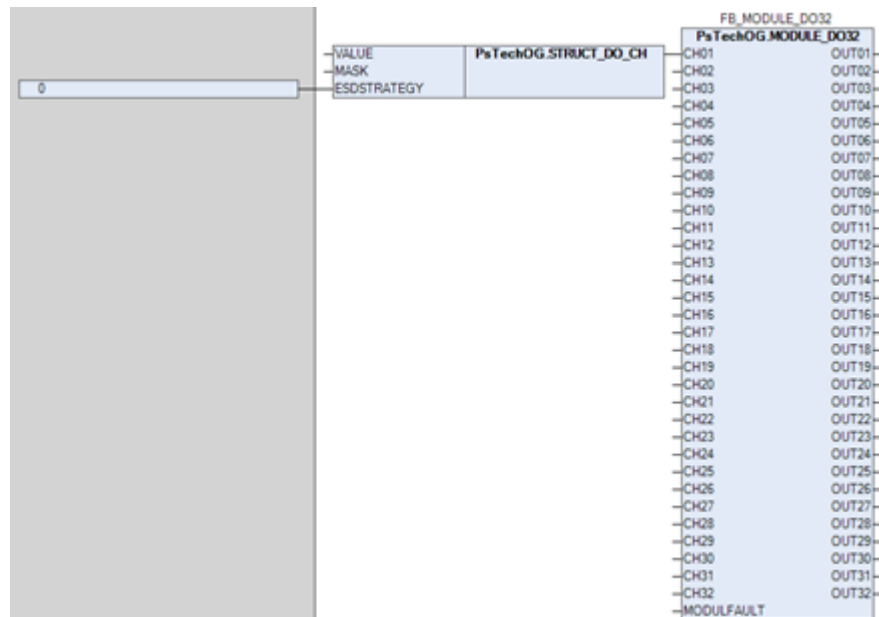 FB_MODULE_DO32
PsTechOG.MODULE_DO32
VALUE PsTechOG.STRUCT_DO_CH CH01 OUT01
MASK CH02 OUT02
0 ESDSTRATEGY CH03 OUT03
CH04 OUT04
CH05 OUT05
CH06 OUT06
CH07 OUT07
CH08 OUT08
CH09 OUT09
CH10 OUT10
CH11 OUT11
CH12 OUT12
CH13 OUT13
CH14 OUT14
CH15 OUT15
CH16 OUT16
CH17 OUT17
CH18 OUT18
CH19 OUT19
CH20 OUT20
CH21 OUT21
CH22 OUT22
CH23 OUT23
CH24 OUT24
CH25 OUT25
CH26 OUT26
CH27 OUT27
CH28 OUT28
CH29 OUT29
CH30 OUT30
CH31 OUT31
CH32 OUT32
MODULFAULT